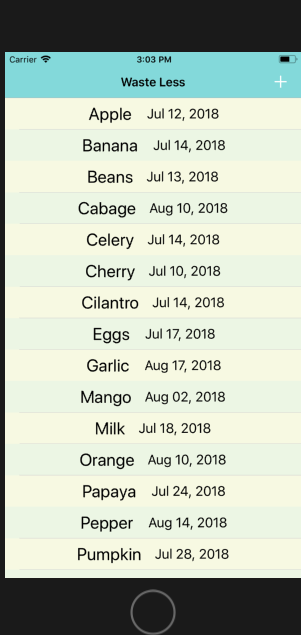 Carrier 3:03 PM
Waste Less +
Apple Jul 12, 2018
Banana Jul 14, 2018
Beans Jul 13, 2018
Cabage Aug 10, 2018
Celery Jul 14, 2018
Cherry Jul 10, 2018
Cilantro Jul 14, 2018
Eggs Jul 17, 2018
Garlic Aug 17, 2018
Mango Aug 02, 2018
Milk Jul 18, 2018
Orange Aug 10, 2018
Papaya Jul 24, 2018
Pepper Aug 14, 2018
Pumpkin Jul 28, 2018